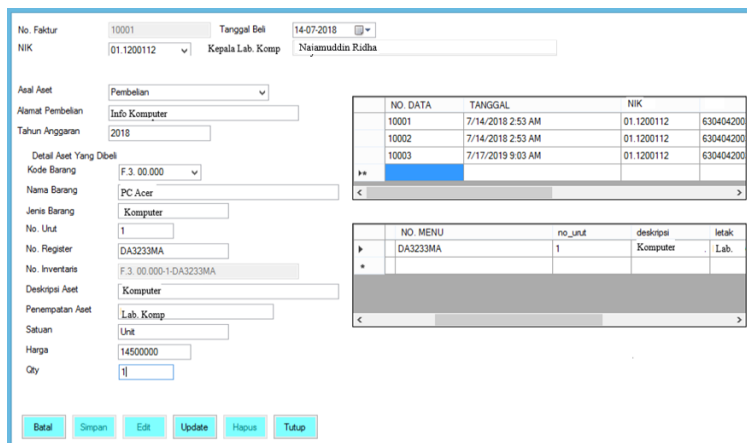 No. Faktur 10001 Tanggal Beli 14-07-2018
NIK 01.1200112 Kepala Lab. Komp Najamuddin Ridha
Asal Aset Pembelian
Alamat Pembelian Info Komputer
Tahun Anggaran 2018
Detail Aset Yang Dibeli
Kode Barang F.3. 00.000
Nama Barang PC Acer
Jenis Barang Komputer
No. Urut 1
No. Register DA3233MA
No. Inventaris F.3. 00.000-1-DA3233MA
Deskripsi Aset Komputer
Penempatan Aset Lab. Komp
Satuan Unit
Harga 14500000
Qty 1
NO. DATA TANGGAL NIK
10001 7/14/2018 2:53 AM 01.1200112 630404200
10002 7/14/2018 2:53 AM 01.1200112 630404200
10003 7/17/2019 9:03 AM 01.1200112 630404200
NO. MENU no_urut deskripsi letak
DA3233MA 1 Komputer . Lab.
Batal Simpan Edit Update Hapus Tutup